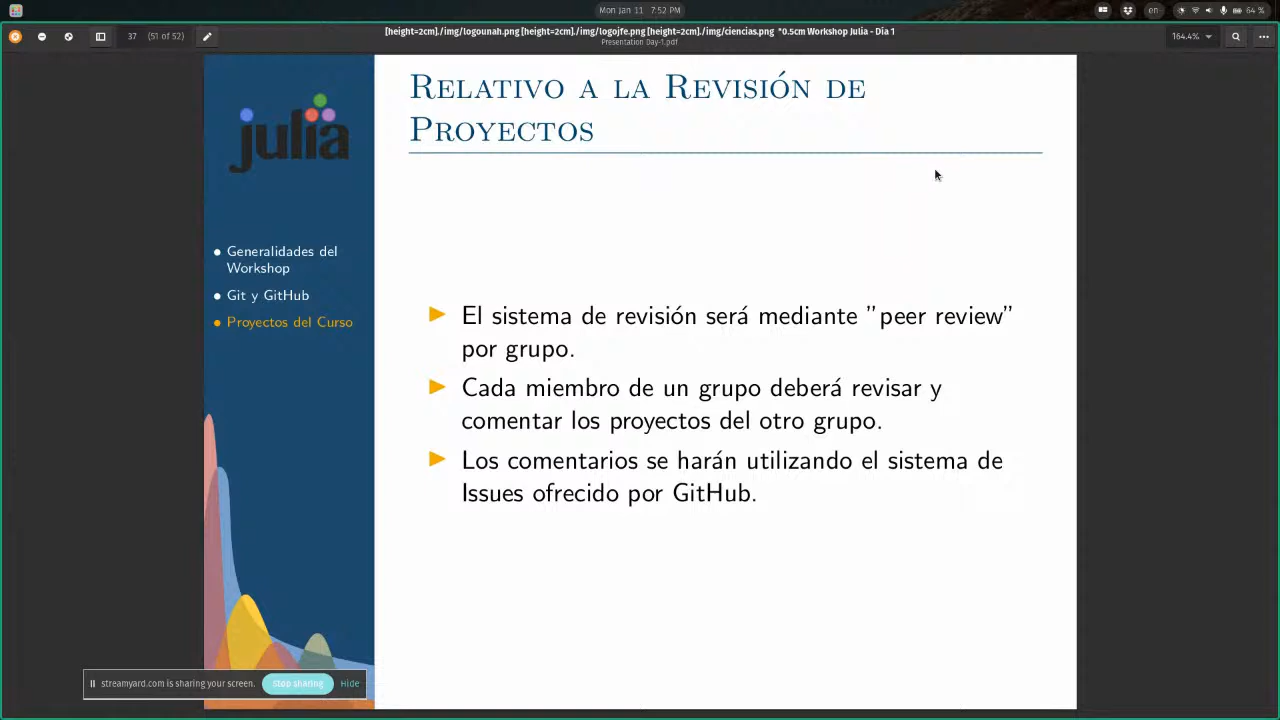 Mon Jan 11 7:52 PM
en
64 %
37 (51 of 52)
[height=2cm]./img/logounah.png [height=2cm]./img/logojfe.png [height=2cm]./img/ciencias.png *0.5cm Workshop Julia - Dia 1
Presentation Day-1.pdf
164.4%
julia
RELATIVO A LA REVISIÓN DE
PROYECTOS
Generalidades del
Workshop
Git y GitHub
Proyectos del Curso
El sistema de revisión será mediante ”peer review”
por grupo.
Cada miembro de un grupo deberá revisar y
comentar los proyectos del otro grupo.
Los comentarios se harán utilizando el sistema de
Issues ofrecido por GitHub.
streamyard.com is sharing your screen. Stop sharing Hide